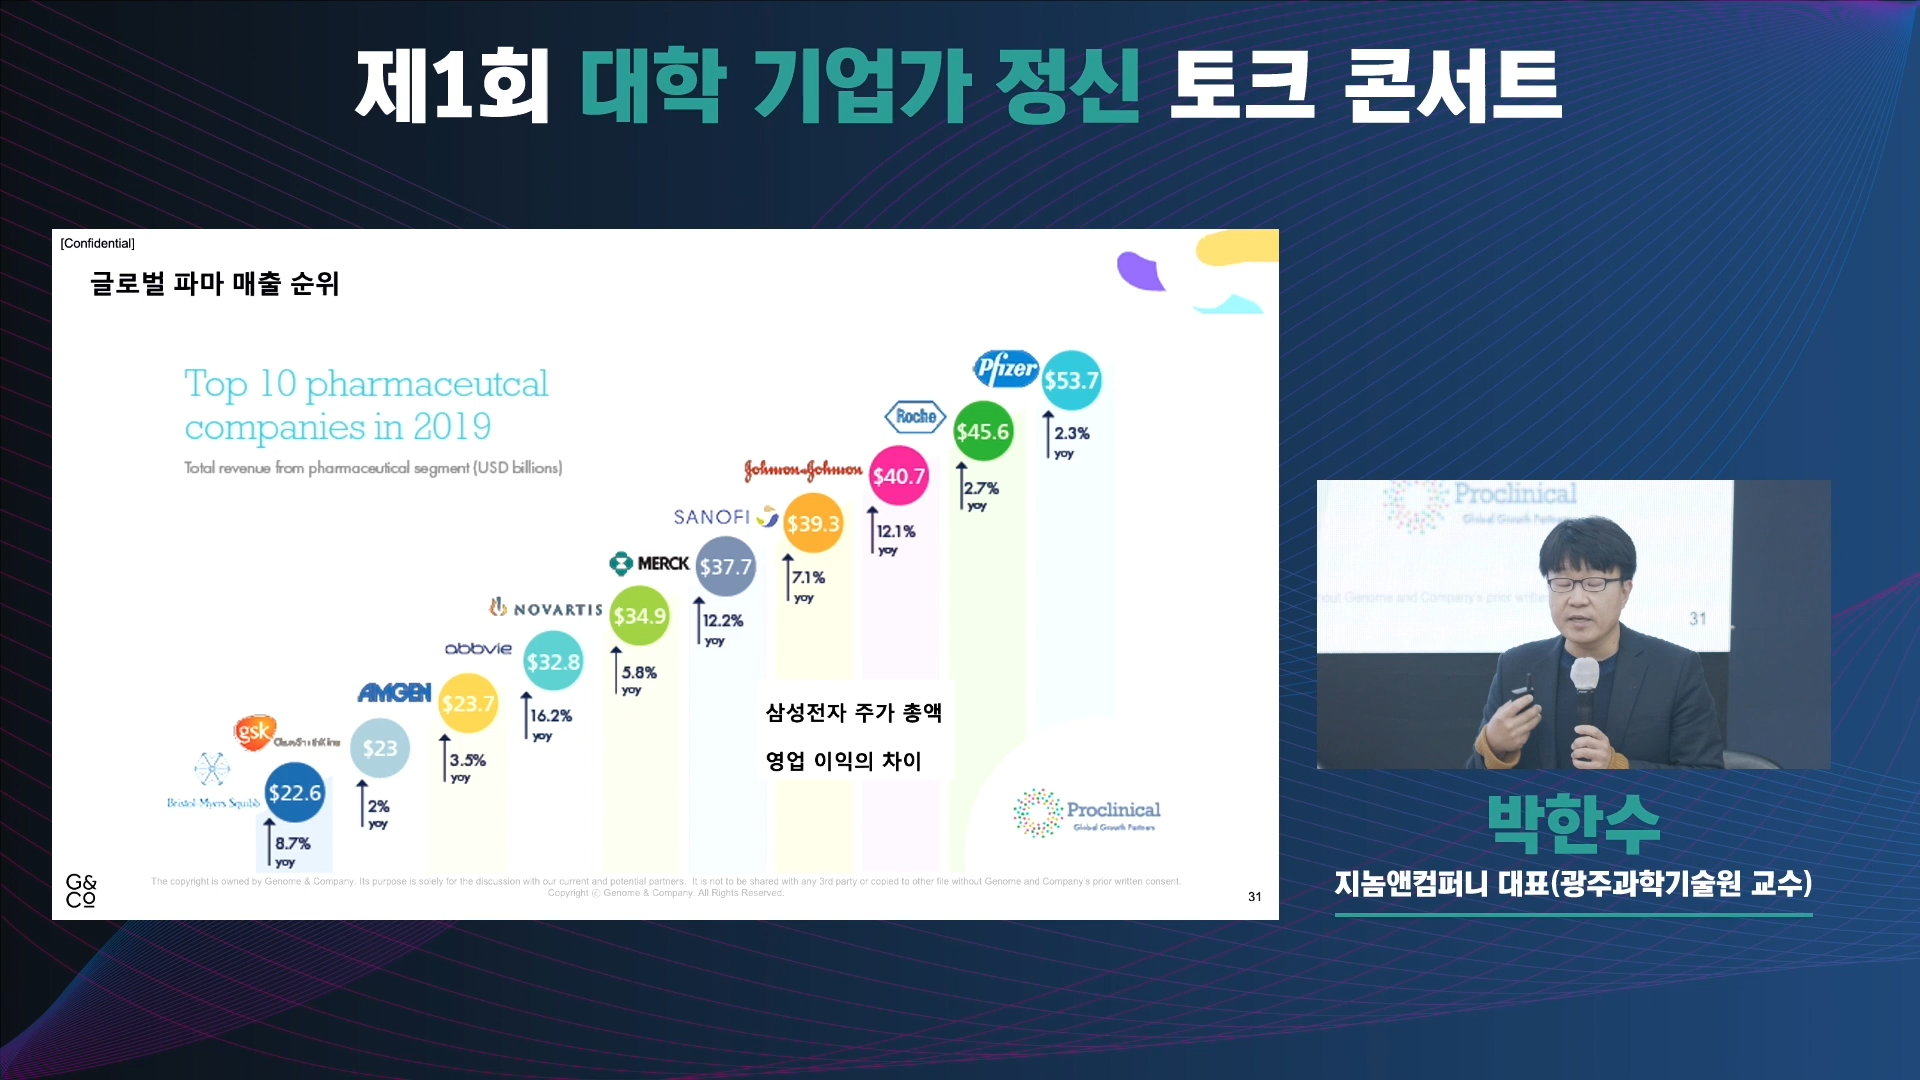 제1회 대학 기업가 정신 토크 콘서트
[Confidential]
글로벌 파마 매출 순위
Top 10 pharmaceutcal
companies in 2019
Total revenue from pharmaceutical segment (USD billions)
Pfizer
$53.7
2.3%
yoy
Roche
$45.6
2.7%
yoy
Johnson & Johnson
$40.7
12.1%
yoy
SANOFI
$39.3
7.1%
yoy
MERCK
$37.7
12.2%
yoy
NOVARTIS
$34.9
5.8%
yoy
abbvie
$32.8
16.2%
yoy
AMGEN
$23.7
3.5%
yoy
gsk
GlaxoSmithKline
$23
2%
yoy
Bristol-Myers Squibb
$22.6
8.7%
yoy
삼성전자 주가 총액
영업 이익의 차이
Proclinical
Global Growth Partners
G&
CO
The copyright is owned by Genome & Company. Its purpose is solely for the discussion with our current and potential partners. It is not to be shared with any 3rd party or copied to other file without Genome and Company's prior written consent.
Copyright ⓒ Genome & Company. All Rights Reserved.
31
Proclinical
Global Growth Partners
out Genome and Company's prior writte
31
박한수
지놈앤컴퍼니 대표(광주과학기술원 교수)